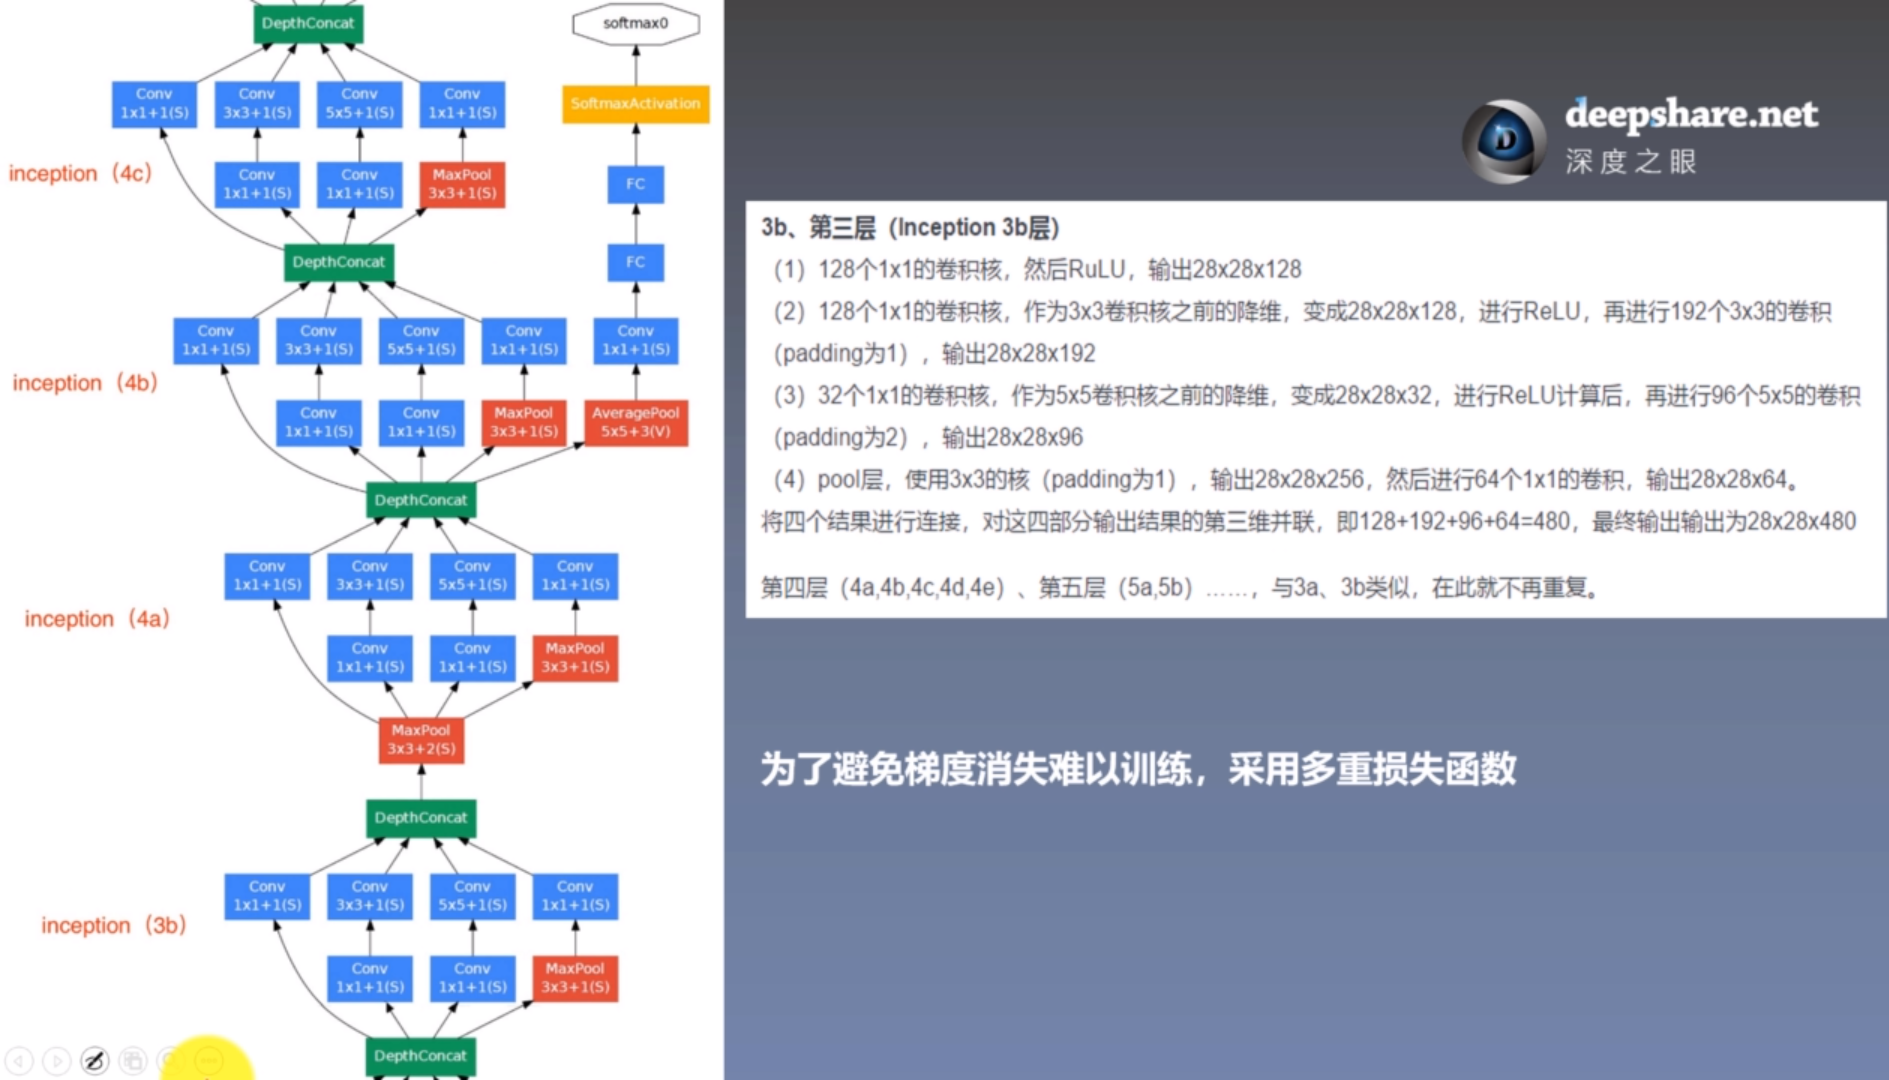 DepthConcat
softmax0
Conv
1x1+1(S)
Conv
3x3+1(S)
Conv
5x5+1(S)
Conv
1x1+1(S)
SoftmaxActivation
inception（4c）
Conv
1x1+1(S)
Conv
1x1+1(S)
MaxPool
3x3+1(S)
FC
DepthConcat
FC
Conv
1x1+1(S)
Conv
3x3+1(S)
Conv
5x5+1(S)
Conv
1x1+1(S)
Conv
1x1+1(S)
inception（4b）
Conv
1x1+1(S)
Conv
1x1+1(S)
MaxPool
3x3+1(S)
AveragePool
5x5+3(V)
DepthConcat
Conv
1x1+1(S)
Conv
3x3+1(S)
Conv
5x5+1(S)
Conv
1x1+1(S)
inception（4a）
Conv
1x1+1(S)
Conv
1x1+1(S)
MaxPool
3x3+1(S)
MaxPool
3x3+2(S)
DepthConcat
Conv
1x1+1(S)
Conv
3x3+1(S)
Conv
5x5+1(S)
Conv
1x1+1(S)
inception（3b）
Conv
1x1+1(S)
Conv
1x1+1(S)
MaxPool
3x3+1(S)
DepthConcat
D
deepshare.net
深度之眼
3b、第三层（Inception 3b层）
（1）128个1x1的卷积核，然后RuLU，输出28x28x128
（2）128个1x1的卷积核，作为3x3卷积核之前的降维，变成28x28x128，进行ReLU，再进行192个3x3的卷积
（padding为1），输出28x28x192
（3）32个1x1的卷积核，作为5x5卷积核之前的降维，变成28x28x32，进行ReLU计算后，再进行96个5x5的卷积
（padding为2），输出28x28x96
（4）pool层，使用3x3的核（padding为1），输出28x28x256，然后进行64个1x1的卷积，输出28x28x64。
将四个结果进行连接，对这四部分输出结果的第三维并联，即128+192+96+64=480，最终输出输出为28x28x480
第四层（4a,4b,4c,4d,4e）、第五层（5a,5b）……，与3a、3b类似，在此就不再重复。
为了避免梯度消失难以训练，采用多重损失函数